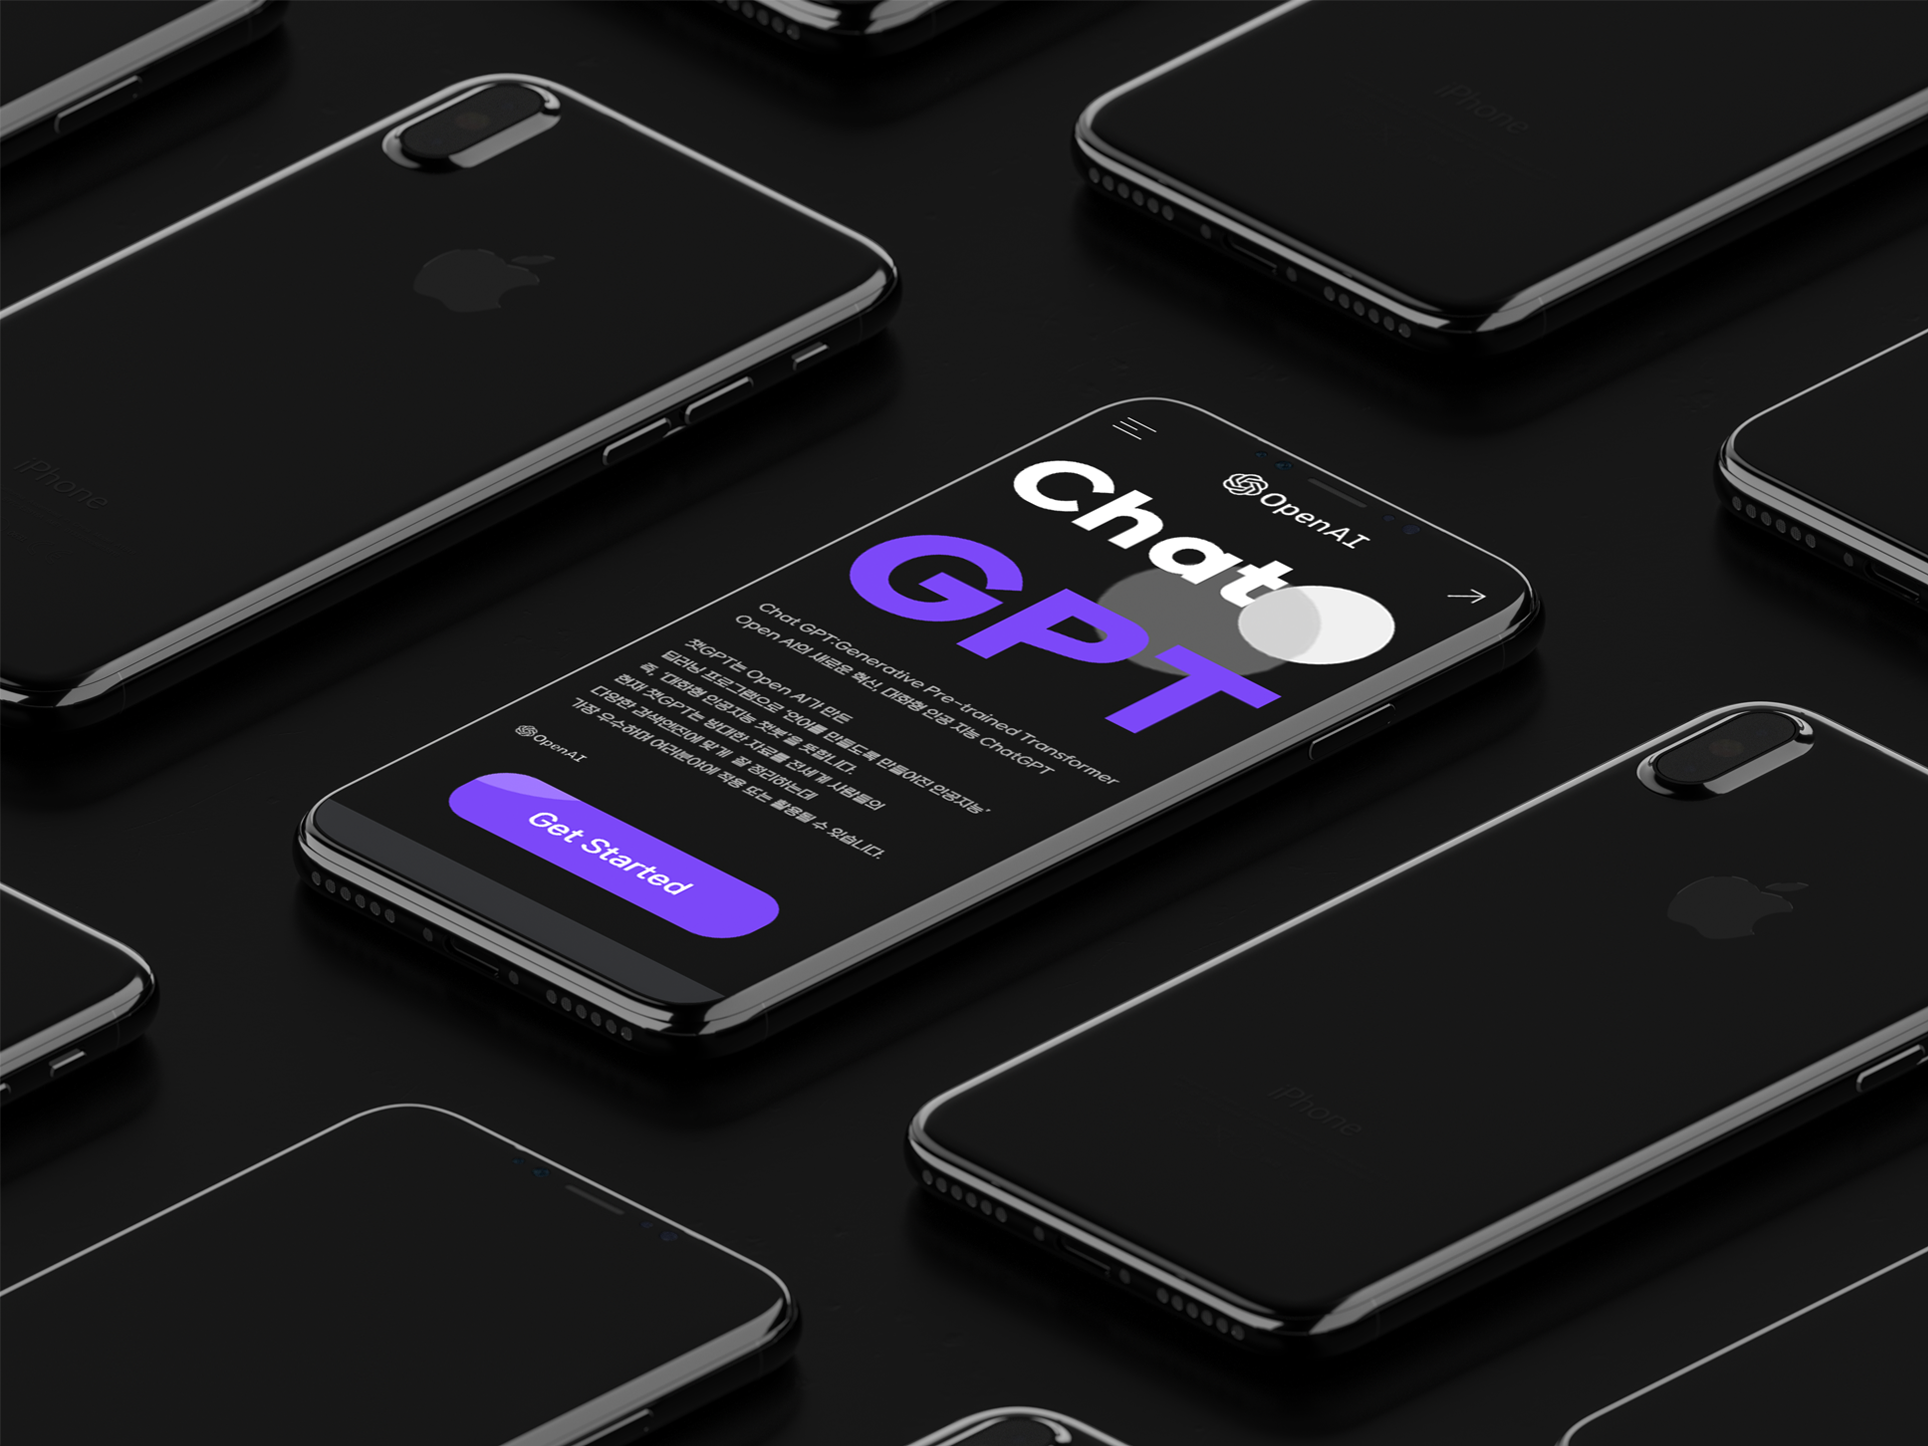 OpenAI
Chat
GPT
Chat GPT:Generative Pre-trained Transformer
Open AI의 새로운 혁신, 대화형 인공 지능 ChatGPT
챗GPT는 Open AI가 만든
딥러닝 프로그램으로 '언어를 만들도록 만들어진 인공지능'
즉, '대화형 인공지능 챗봇'을 뜻합니다.
현재 챗GPT는 방대한 자료를 전세계 사람들의
다양한 검색엔진에 맞게 잘 정리하는데
가장 우수하며 여러분야에 적용 또는 활용될 수 있습니다.
OpenAI
Get Started
iPhone
iPhone
iPhone